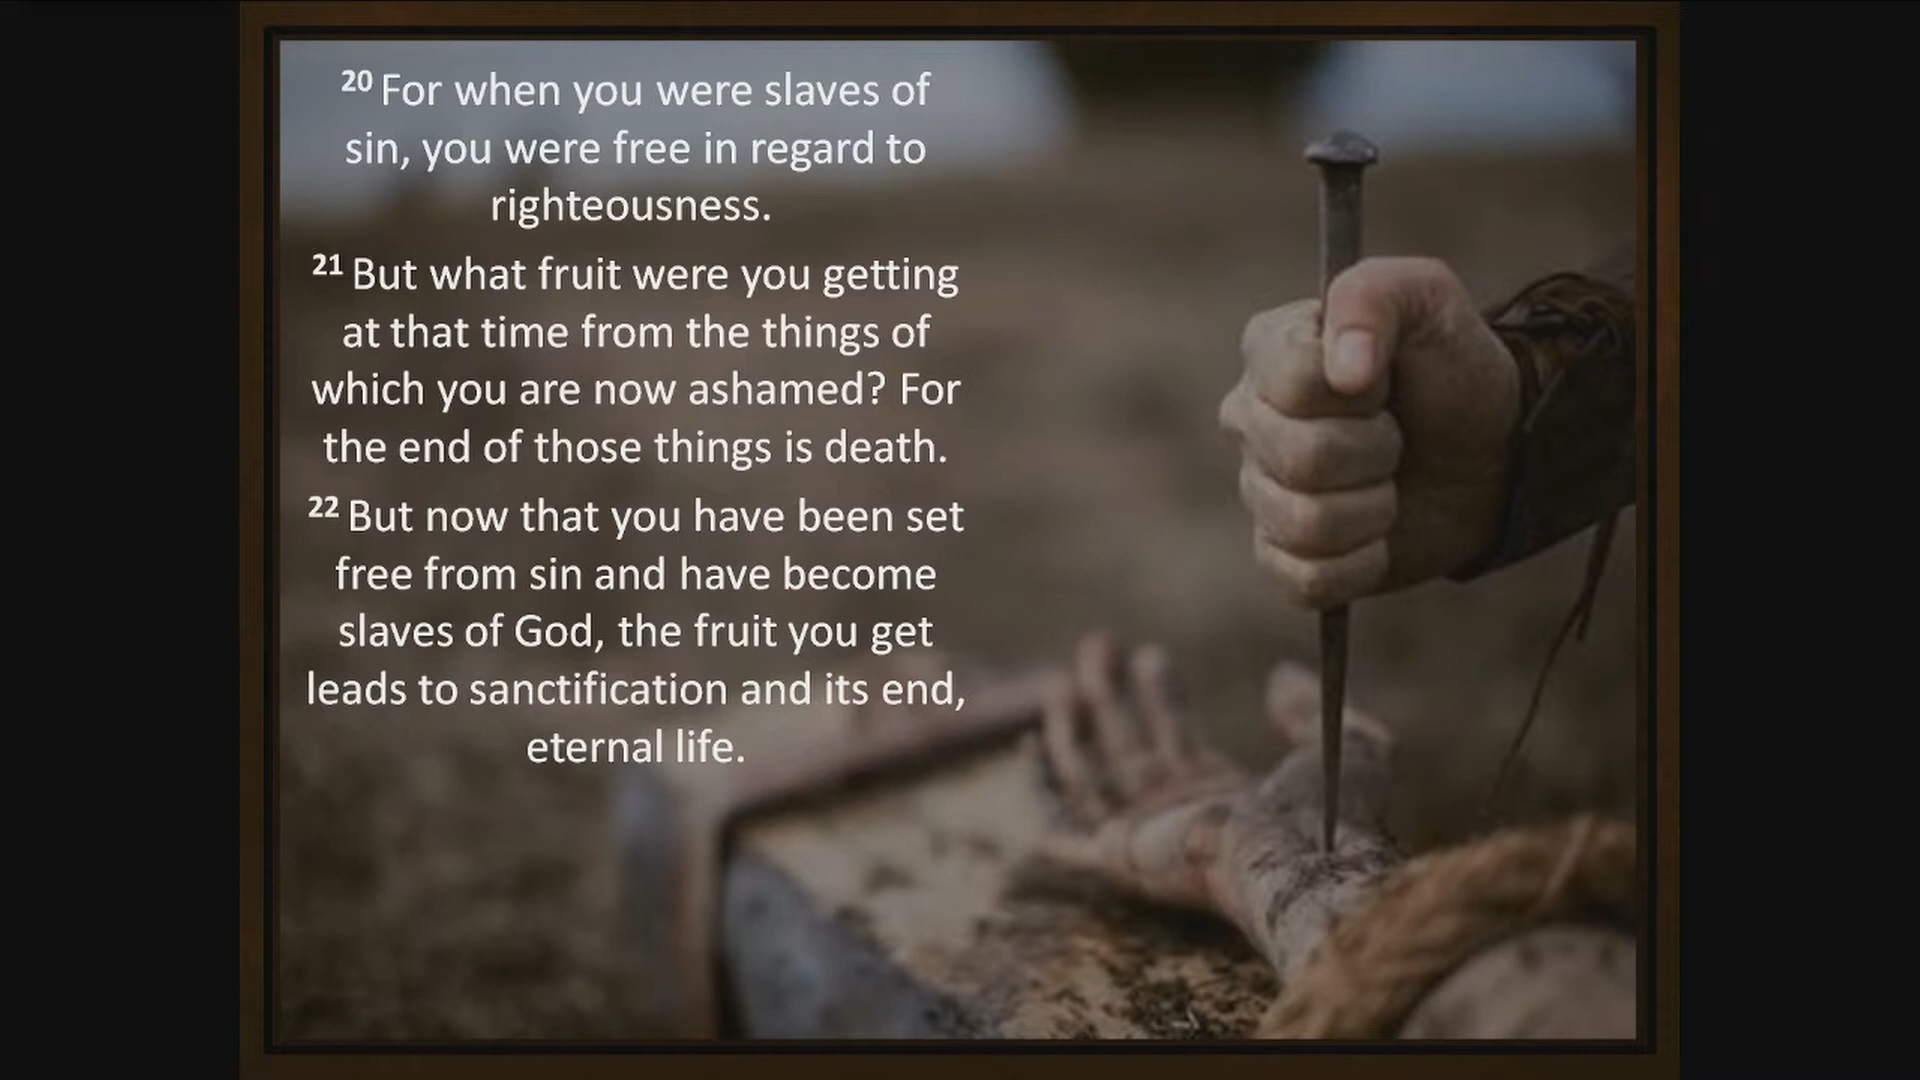 20 For when you were slaves of
sin, you were free in regard to
righteousness.
21 But what fruit were you getting
at that time from the things of
which you are now ashamed? For
the end of those things is death.
22 But now that you have been set
free from sin and have become
slaves of God, the fruit you get
leads to sanctification and its end,
eternal life.